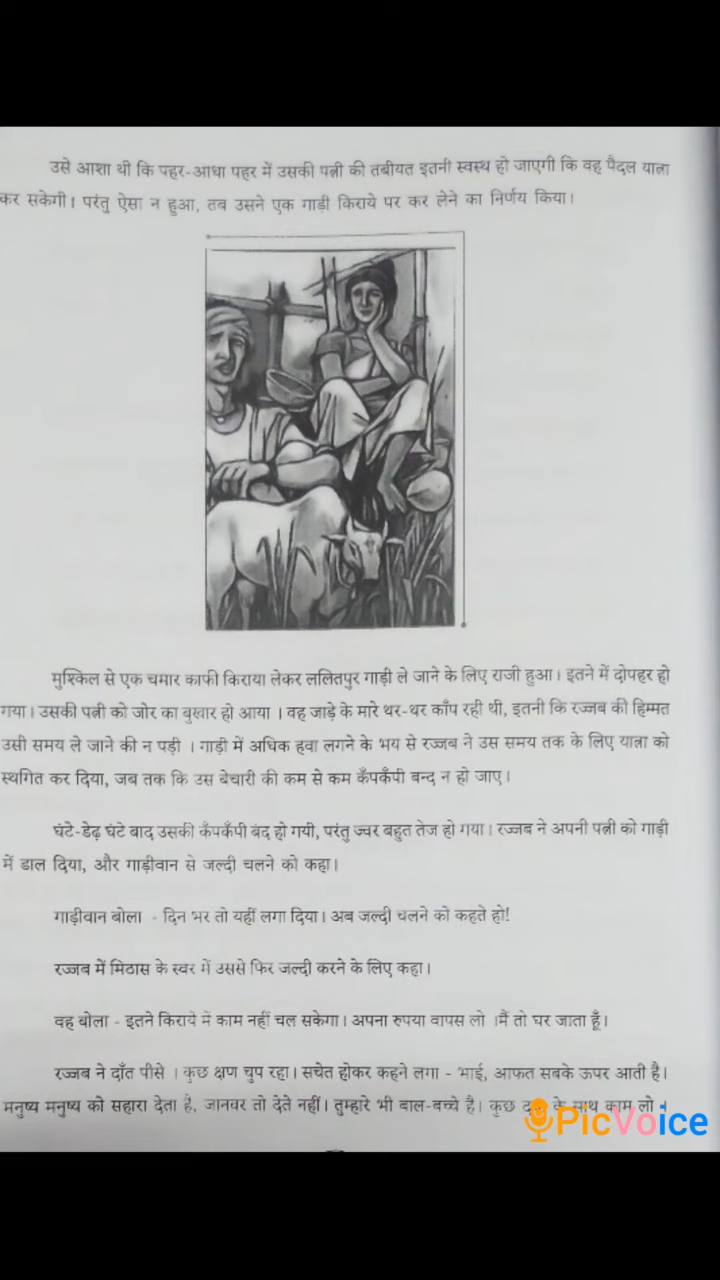 उसे आशा थी कि पहर-आधा पहर में उसकी पत्नी की तबीयत इतनी स्वस्थ हो जाएगी कि वह पैदल यात्रा
कर सकेगी। परंतु ऐसा न हुआ, तब उसने एक गाड़ी किराये पर कर लेने का निर्णय किया।
मुश्किल से एक चमार काफी किराया लेकर ललितपुर गाड़ी ले जाने के लिए राजी हुआ। इतने में दोपहर हो
गया। उसकी पत्नी को जोर का बुखार हो आया । वह जाड़े के मारे थर-थर काँप रही थी, इतनी कि रज्जब की हिम्मत
उसी समय ले जाने की न पड़ी । गाड़ी में अधिक हवा लगने के भय से रज्जब ने उस समय तक के लिए यात्रा को
स्थगित कर दिया, जब तक कि उस बेचारी की कम से कम कँपकँपी बन्द न हो जाए।
घंटे-डेढ़ घंटे बाद उसकी कँपकँपी बंद हो गयी, परंतु ज्वर बहुत तेज हो गया। रज्जब ने अपनी पत्नी को गाड़ी
में डाल दिया, और गाड़ीवान से जल्दी चलने को कहा।
गाड़ीवान बोला - दिन भर तो यहीं लगा दिया। अब जल्दी चलने को कहते हो!
रज्जब में मिठास के स्वर में उससे फिर जल्दी करने के लिए कहा।
वह बोला - इतने किराये में काम नहीं चल सकेगा। अपना रुपया वापस लो ।मैं तो घर जाता हूँ।
रज्जब ने दाँत पीसे । कुछ क्षण चुप रहा। सचेत होकर कहने लगा - भाई, आफत सबके ऊपर आती है।
मनुष्य मनुष्य को सहारा देता है, जानवर तो देते नहीं। तुम्हारे भी बाल-बच्चे है। कुछ के साथ काम लो ।
PicVoice